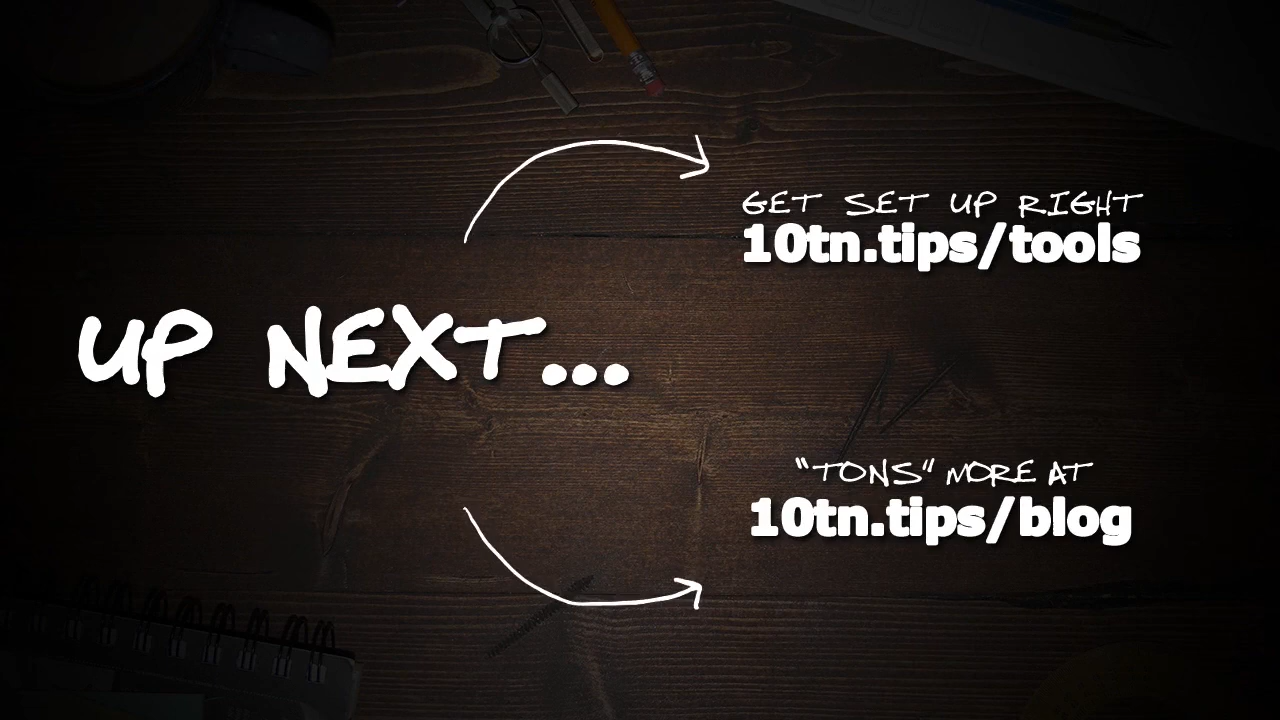 UP NEXT...
GET SET UP RIGHT
10tn.tips/tools
"TONS" MORE AT
10tn.tips/blog